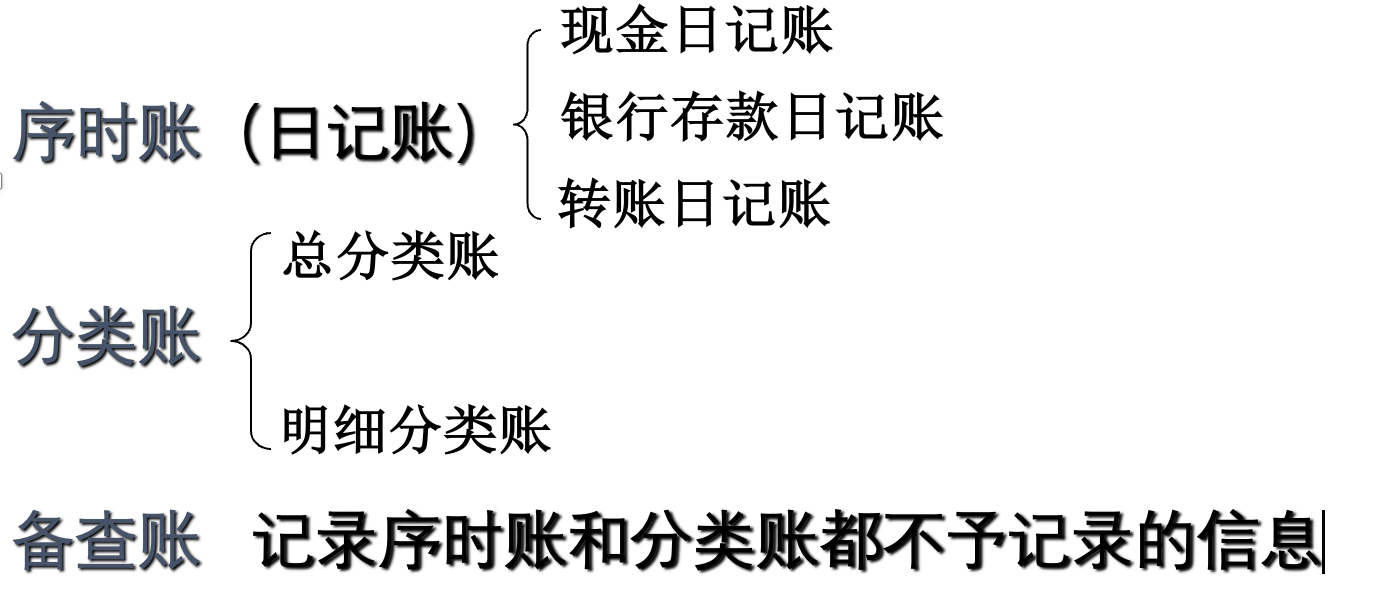 现金日记账
序时账（日记账）
银行存款日记账
转账日记账
总分类账
分类账
明细分类账
备查账 记录序时账和分类账都不予记录的信息